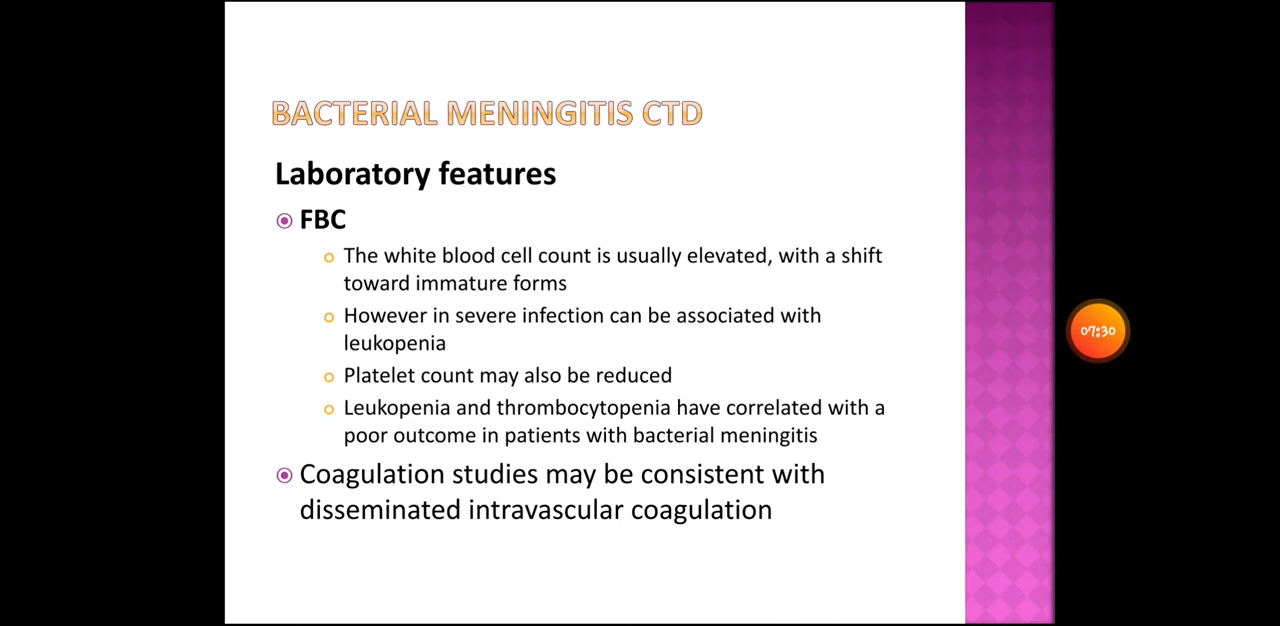 BACTERIAL MENINGITIS CTD
Laboratory features
FBC
The white blood cell count is usually elevated, with a shift
toward immature forms
However in severe infection can be associated with
leukopenia
Platelet count may also be reduced
Leukopenia and thrombocytopenia have correlated with a
poor outcome in patients with bacterial meningitis
Coagulation studies may be consistent with
disseminated intravascular coagulation
07:30